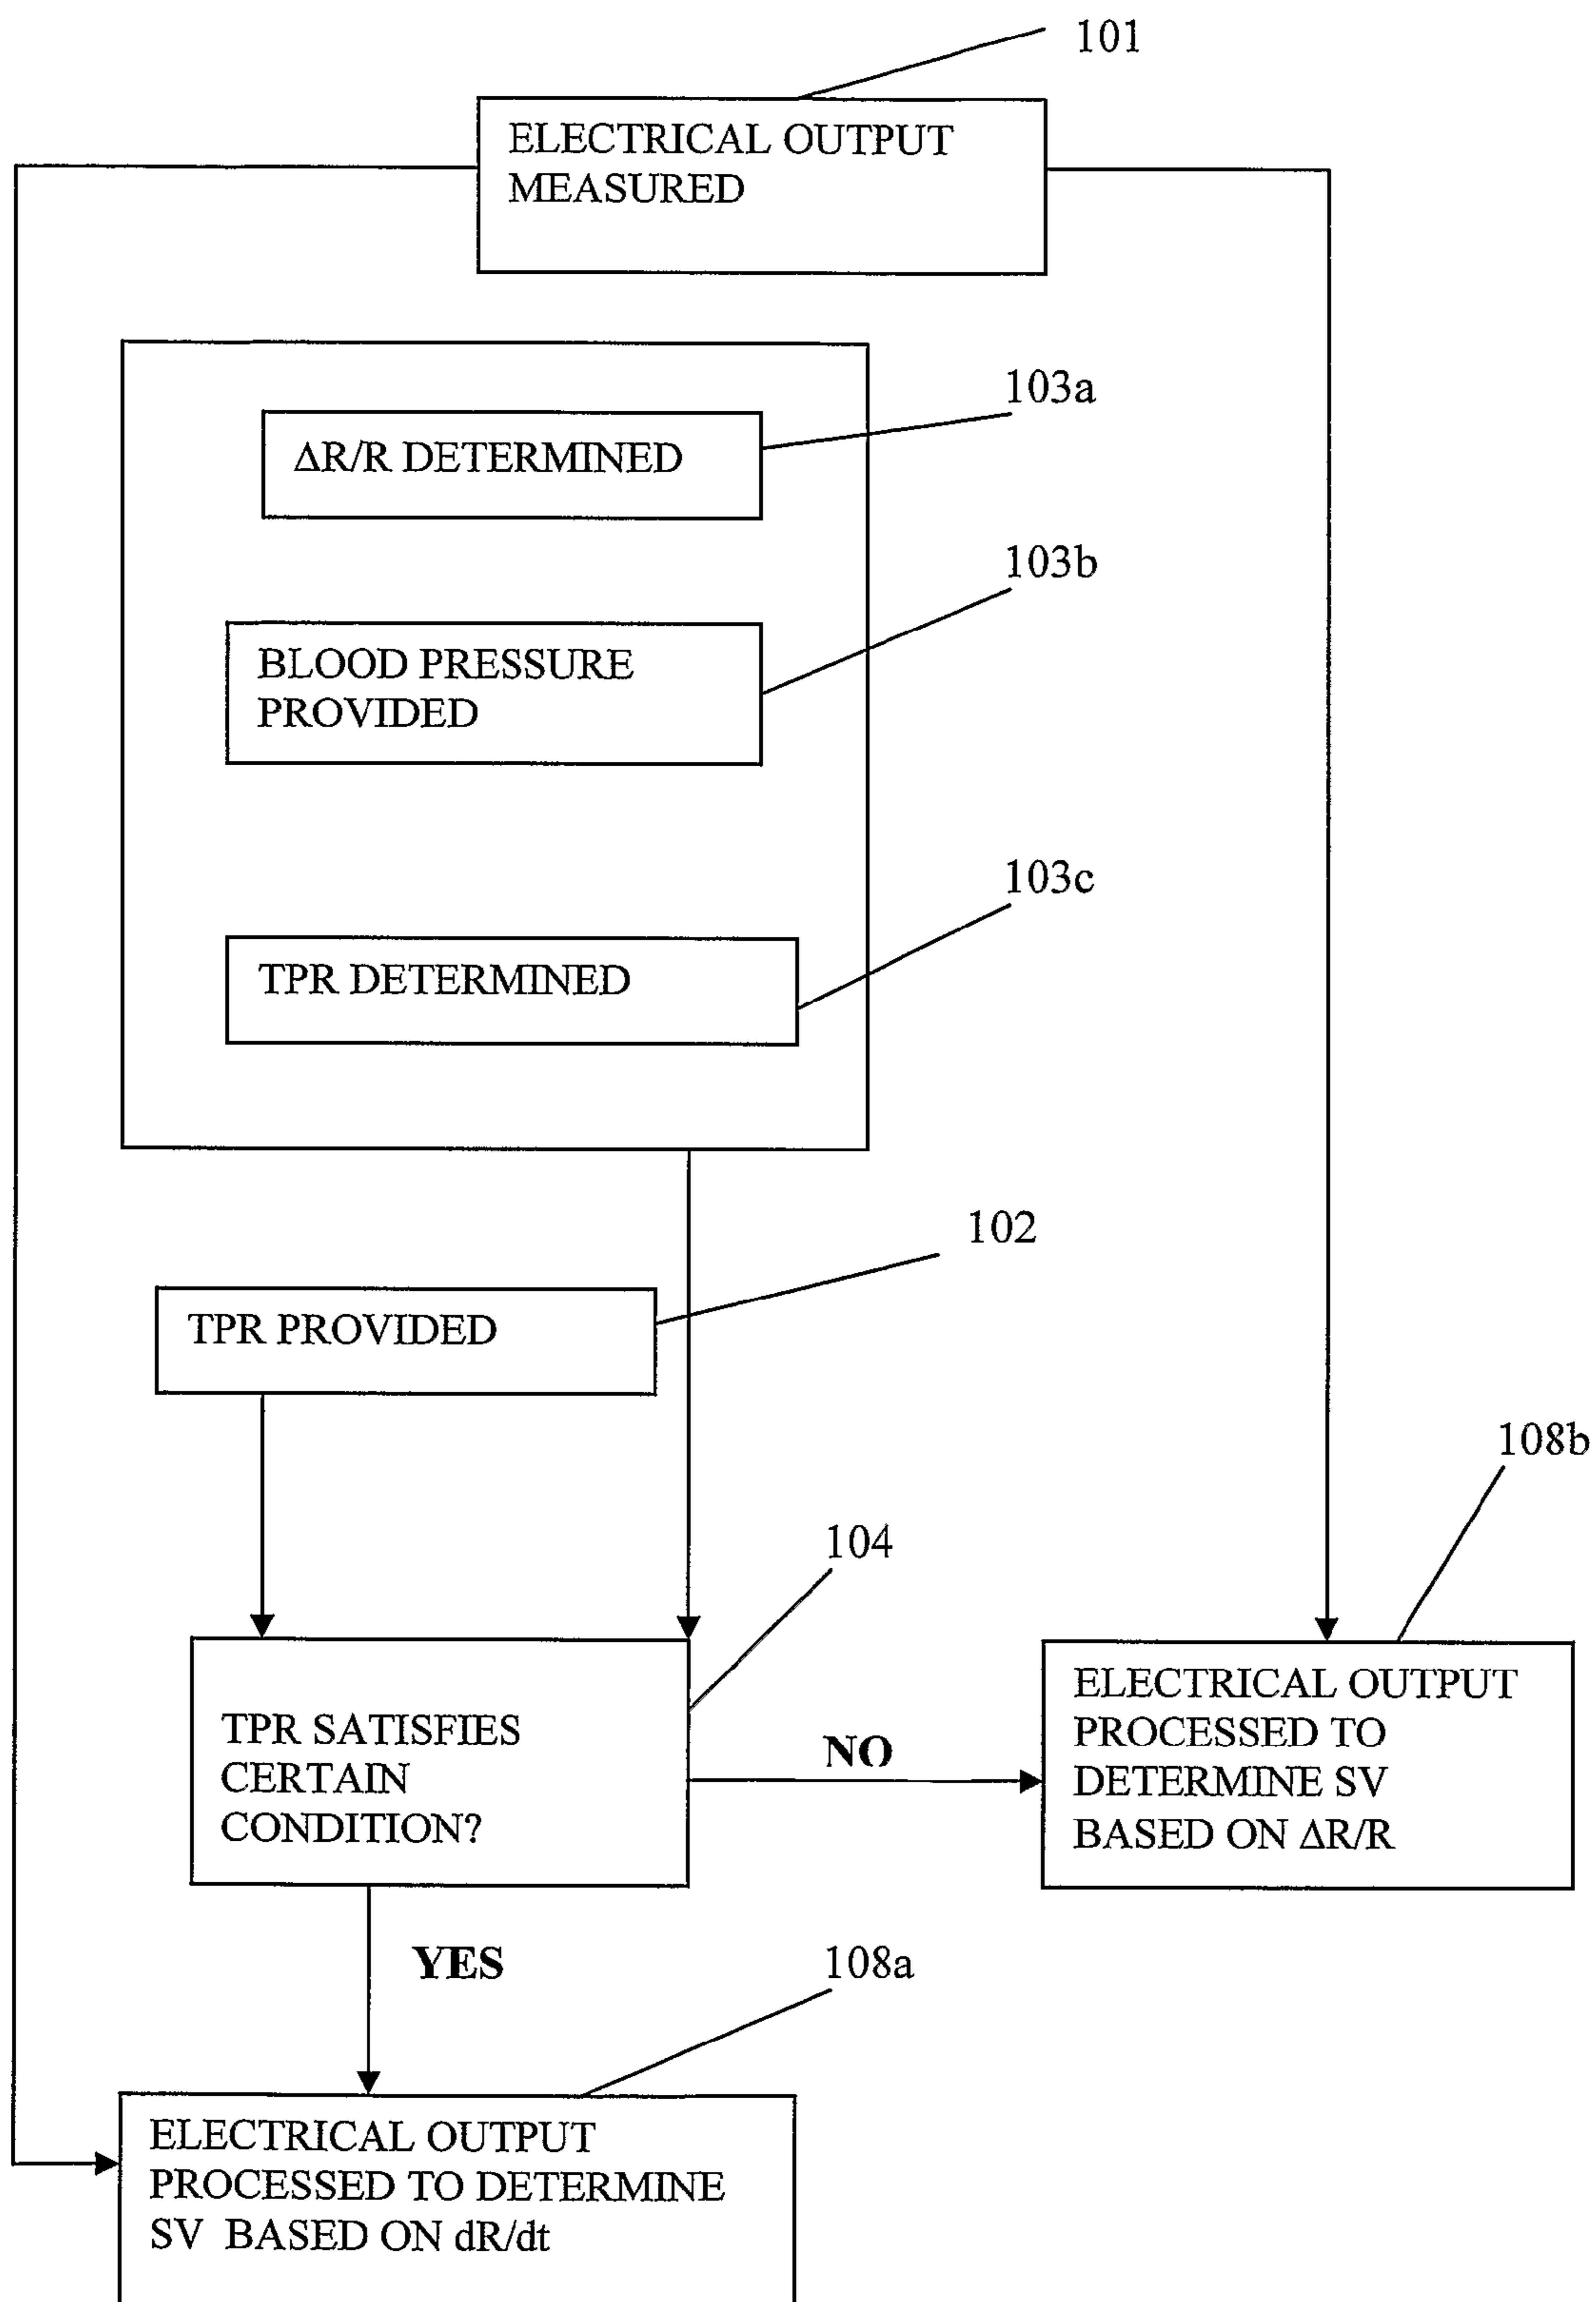 101
ELECTRICAL OUTPUT
MEASURED
103a
ΔR/R DETERMINED
103b
BLOOD PRESSURE
PROVIDED
103c
TPR DETERMINED
102
TPR PROVIDED
104
TPR SATISFIES
CERTAIN
CONDITION?
NO
108b
ELECTRICAL OUTPUT
PROCESSED TO
DETERMINE SV
BASED ON ΔR/R
YES
108a
ELECTRICAL OUTPUT
PROCESSED TO DETERMINE
SV BASED ON dR/dt